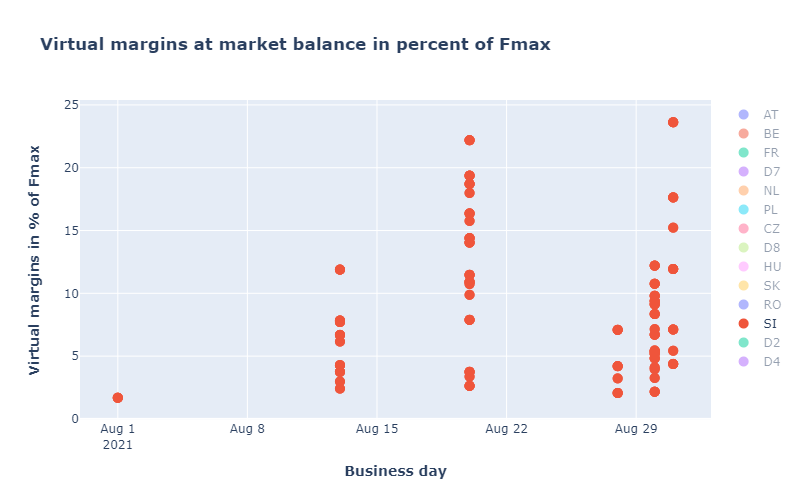 Virtual margins at market balance in percent of Fmax
Virtual margins in % of Fmax
25
20
15
10
5
0
Aug 1
2021
Aug 8
Aug 15
Aug 22
Aug 29
Business day
AT
BE
FR
D7
NL
PL
CZ
D8
HU
SK
RO
SI
D2
D4